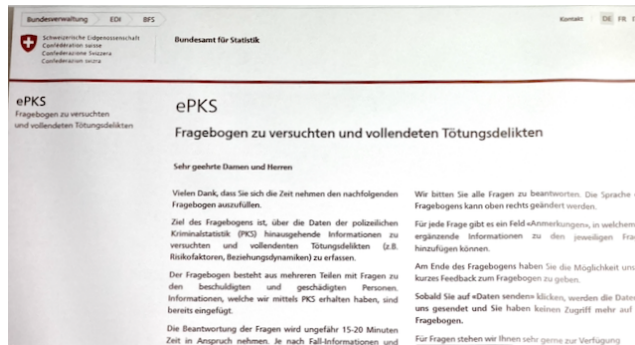 Bundesverwaltung EDI BFS
Kontakt DE FR
Schweizerische Eidgenossenschaft
Confédération suisse
Confederazione Svizzera
Confederaziun svizra
Bundesamt für Statistik
ePKS
Fragebogen zu versuchten
und vollendeten Tötungsdelikten
ePKS
Fragebogen zu versuchten und vollendeten Tötungsdelikten
Sehr geehrte Damen und Herren
Vielen Dank, dass Sie sich die Zeit nehmen den nachfolgenden
Fragebogen auszufüllen.
Ziel des Fragebogens ist, über die Daten der polizeilichen
Kriminalstatistik (PKS) hinausgehende Informationen zu
versuchten und vollendenten Tötungsdelikten (z.B.
Risikofaktoren, Beziehungsdynamiken) zu erfassen.
Der Fragebogen besteht aus mehreren Teilen mit Fragen zu
den beschuldigten und geschädigten Personen.
Informationen, welche wir mittels PKS erhalten haben, sind
bereits eingefügt.
Die Beantwortung der Fragen wird ungefähr 15-20 Minuten
Zeit in Anspruch nehmen. Je nach Fall-Informationen und
Wir bitten Sie alle Fragen zu beantworten. Die Sprache
Fragebogens kann oben rechts geändert werden.
Für jede Frage gibt es ein Feld «Anmerkungen», in welchem
ergänzende Informationen zu den jeweiligen Fra
hinzufügen können.
Am Ende des Fragebogens haben Sie die Möglichkeit uns
kurzes Feedback zum Fragebogen zu geben.
Sobald Sie auf «Daten senden» klicken, werden die Date
uns gesendet und Sie haben keinen Zugriff mehr auf
Fragebogen.
Für Fragen stehen wir Ihnen sehr gerne zur Verfügung